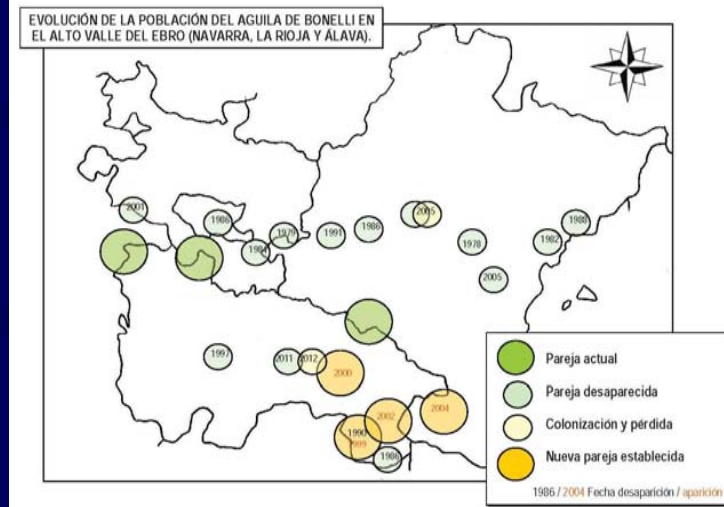 EVOLUCIÓN DE LA POBLACIÓN DEL AGUILA DE BONELLI EN
EL ALTO VALLE DEL EBRO (NAVARRA, LA RIOJA Y ÁLAVA).
2001
1986
1979
1991
1986
2005
1988
1984
1978
1982
2005
1997
2011
2012
2000
2002
2004
1990
1999
1986
Pareja actual
Pareja desaparecida
Colonización y pérdida
Nueva pareja establecida
1986 / 2004 Fecha desaparición / aparición